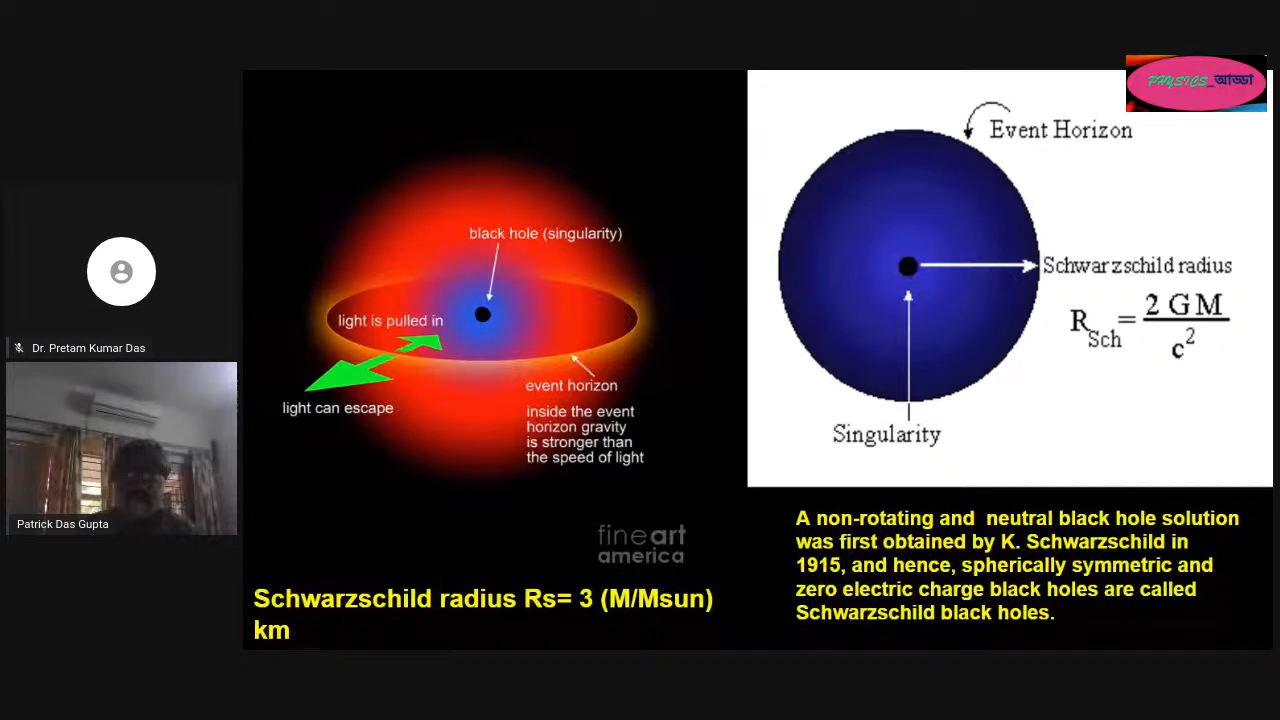 PHYSICS_আড্ডা
Dr. Pretam Kumar Das
Patrick Das Gupta
black hole (singularity)
light is pulled in
light can escape
event horizon
inside the event
horizon gravity
is stronger than
the speed of light
fineart
america
Schwarzschild radius Rs= 3 (M/Msun)
km
Event Horizon
Schwarzschild radius
R_Sch = 2 G M / c²
Singularity
A non-rotating and neutral black hole solution
was first obtained by K. Schwarzschild in
1915, and hence, spherically symmetric and
zero electric charge black holes are called
Schwarzschild black holes.